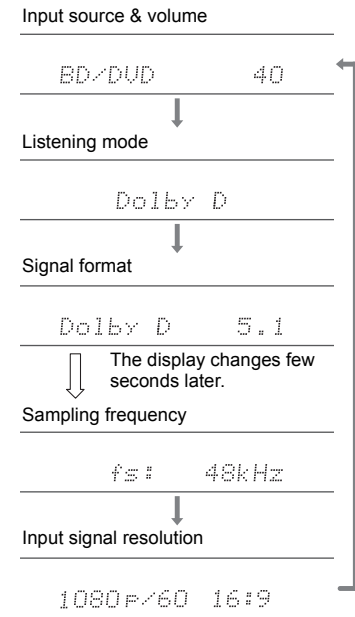 Input source & volume
BD/DVD 40
Listening mode
Dolby D
Signal format
Dolby D 5.1
The display changes few
seconds later.
Sampling frequency
fs: 48kHz
Input signal resolution
1080p/60 16:9